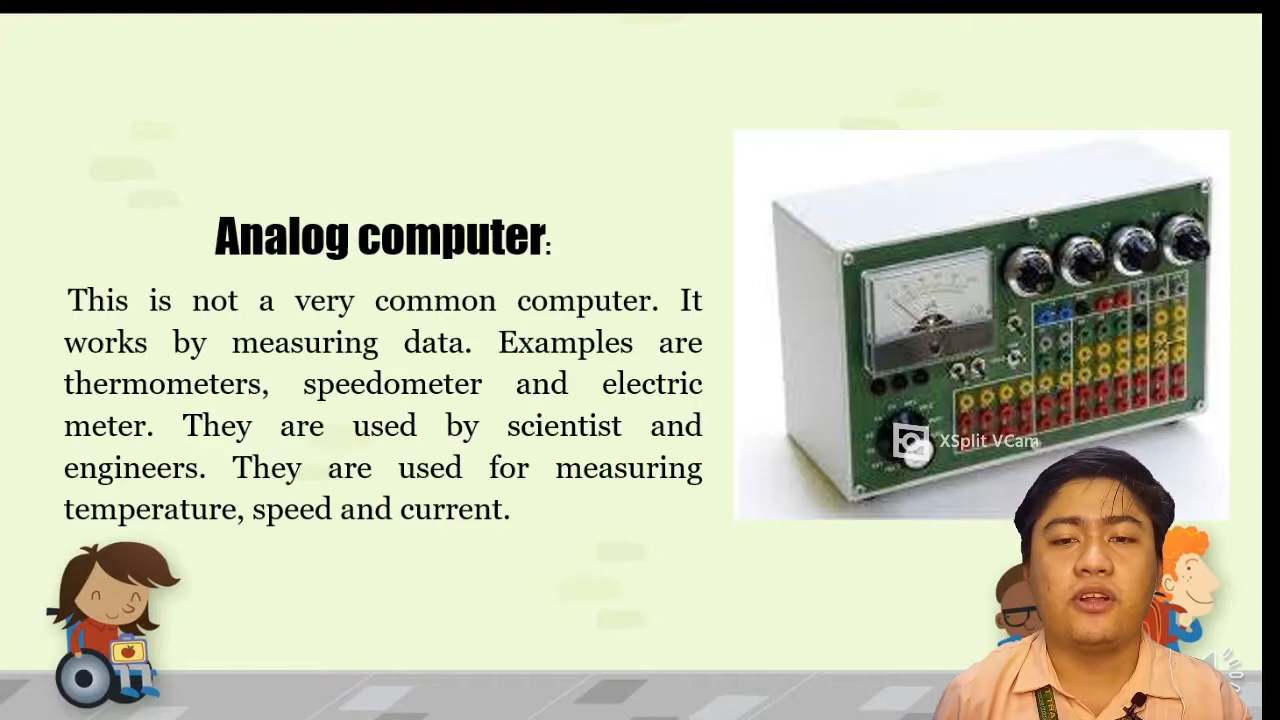 Analog computer:
This is not a very common computer. It
works by measuring data. Examples are
thermometers, speedometer and electric
meter. They are used by scientist and
engineers. They are used for measuring
temperature, speed and current.
XSplit VCam